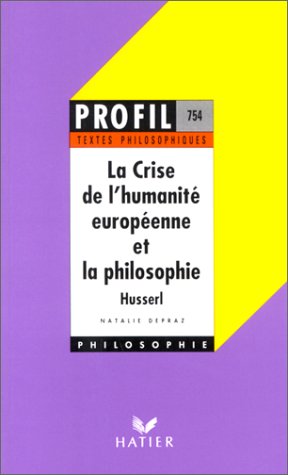 PROFIL 754
TEXTES PHILOSOPHIQUES
La Crise
de l'humanité
européenne
et
la philosophie
Husserl
NATALIE DEPRAZ
PHILOSOPHIE
HATIER